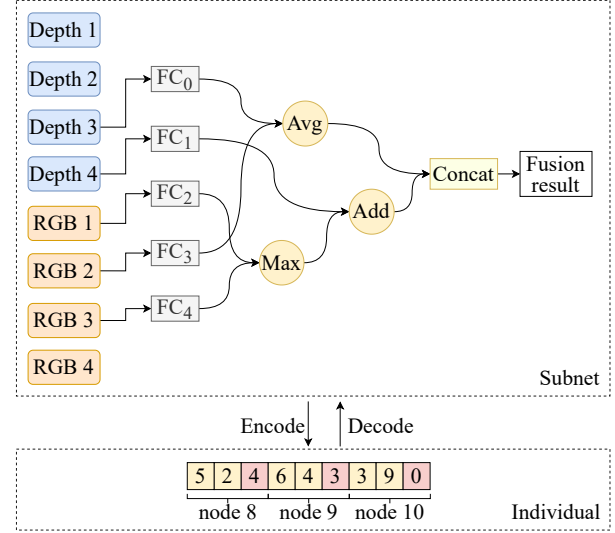 Depth 1
Depth 2
Depth 3
Depth 4
RGB 1
RGB 2
RGB 3
RGB 4
FC0
FC1
FC2
FC3
FC4
Avg
Add
Max
Concat
Fusion
result
Subnet
Encode
Decode
5 2 4 6 4 3 3 9 0
node 8 node 9 node 10
Individual